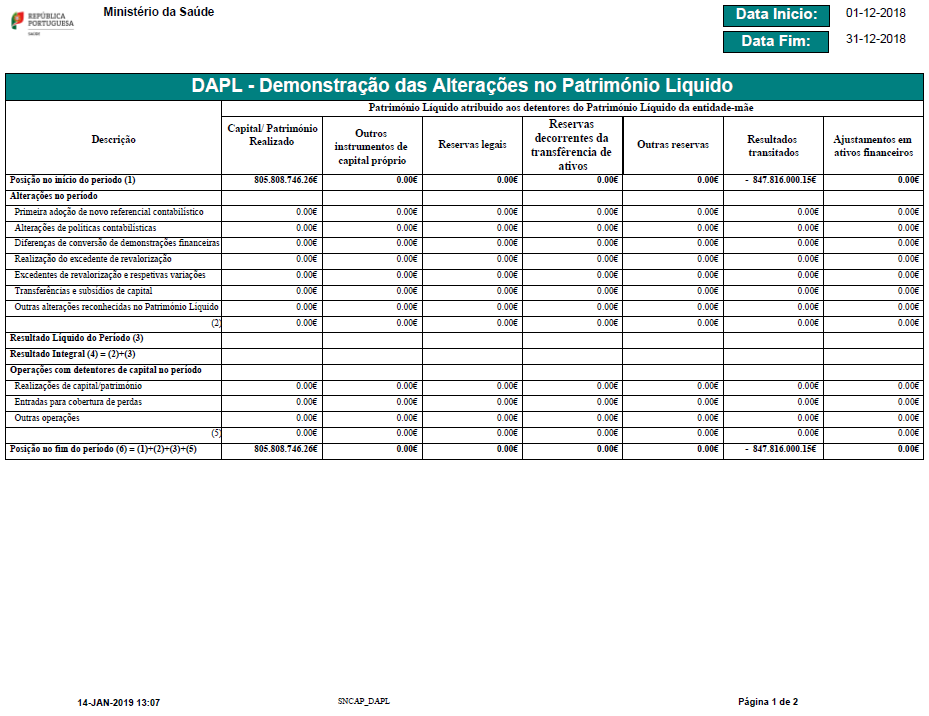 REPÚBLICA
PORTUGUESA
SAÚDE
Ministério da Saúde
Data Inicio: 01-12-2018
Data Fim: 31-12-2018
DAPL - Demonstração das Alterações no Património Liquido
Património Líquido atribuido aos detentores do Património Líquido da entidade-mãe
Descrição
Capital/ Património
Realizado
Outros
instrumentos de
capital próprio
Reservas legais
Reservas
decorrentes da
transfêrencia de
ativos
Outras reservas
Resultados
transitados
Ajustamentos em
ativos financeiros
Posição no início do periodo (1) 805.808.746.26€ 0.00€ 0.00€ 0.00€ 0.00€ - 847.816.000.15€ 0.00€
Alterações no período
Primeira adoção de novo referencial contabilístico 0.00€ 0.00€ 0.00€ 0.00€ 0.00€ 0.00€ 0.00€
Alterações de políticas contabilísticas 0.00€ 0.00€ 0.00€ 0.00€ 0.00€ 0.00€ 0.00€
Diferenças de conversão de demonstrações financeiras 0.00€ 0.00€ 0.00€ 0.00€ 0.00€ 0.00€ 0.00€
Realização do excedente de revalorização 0.00€ 0.00€ 0.00€ 0.00€ 0.00€ 0.00€ 0.00€
Excedentes de revalorização e respetivas variações 0.00€ 0.00€ 0.00€ 0.00€ 0.00€ 0.00€ 0.00€
Transferências e subsídios de capital 0.00€ 0.00€ 0.00€ 0.00€ 0.00€ 0.00€ 0.00€
Outras alterações reconhecidas no Património Líquido 0.00€ 0.00€ 0.00€ 0.00€ 0.00€ 0.00€ 0.00€
(2) 0.00€ 0.00€ 0.00€ 0.00€ 0.00€ 0.00€ 0.00€
Resultado Líquido do Período (3)
Resultado Integral (4) = (2)+(3)
Operações com detentores de capital no período
Realizações de capital/património 0.00€ 0.00€ 0.00€ 0.00€ 0.00€ 0.00€ 0.00€
Entradas para cobertura de perdas 0.00€ 0.00€ 0.00€ 0.00€ 0.00€ 0.00€ 0.00€
Outras operações 0.00€ 0.00€ 0.00€ 0.00€ 0.00€ 0.00€ 0.00€
(5) 0.00€ 0.00€ 0.00€ 0.00€ 0.00€ 0.00€ 0.00€
Posição no fim do período (6) = (1)+(2)+(3)+(5) 805.808.746.26€ 0.00€ 0.00€ 0.00€ 0.00€ - 847.816.000.15€ 0.00€
14-JAN-2019 13:07 SNCAP_DAPL Página 1 de 2